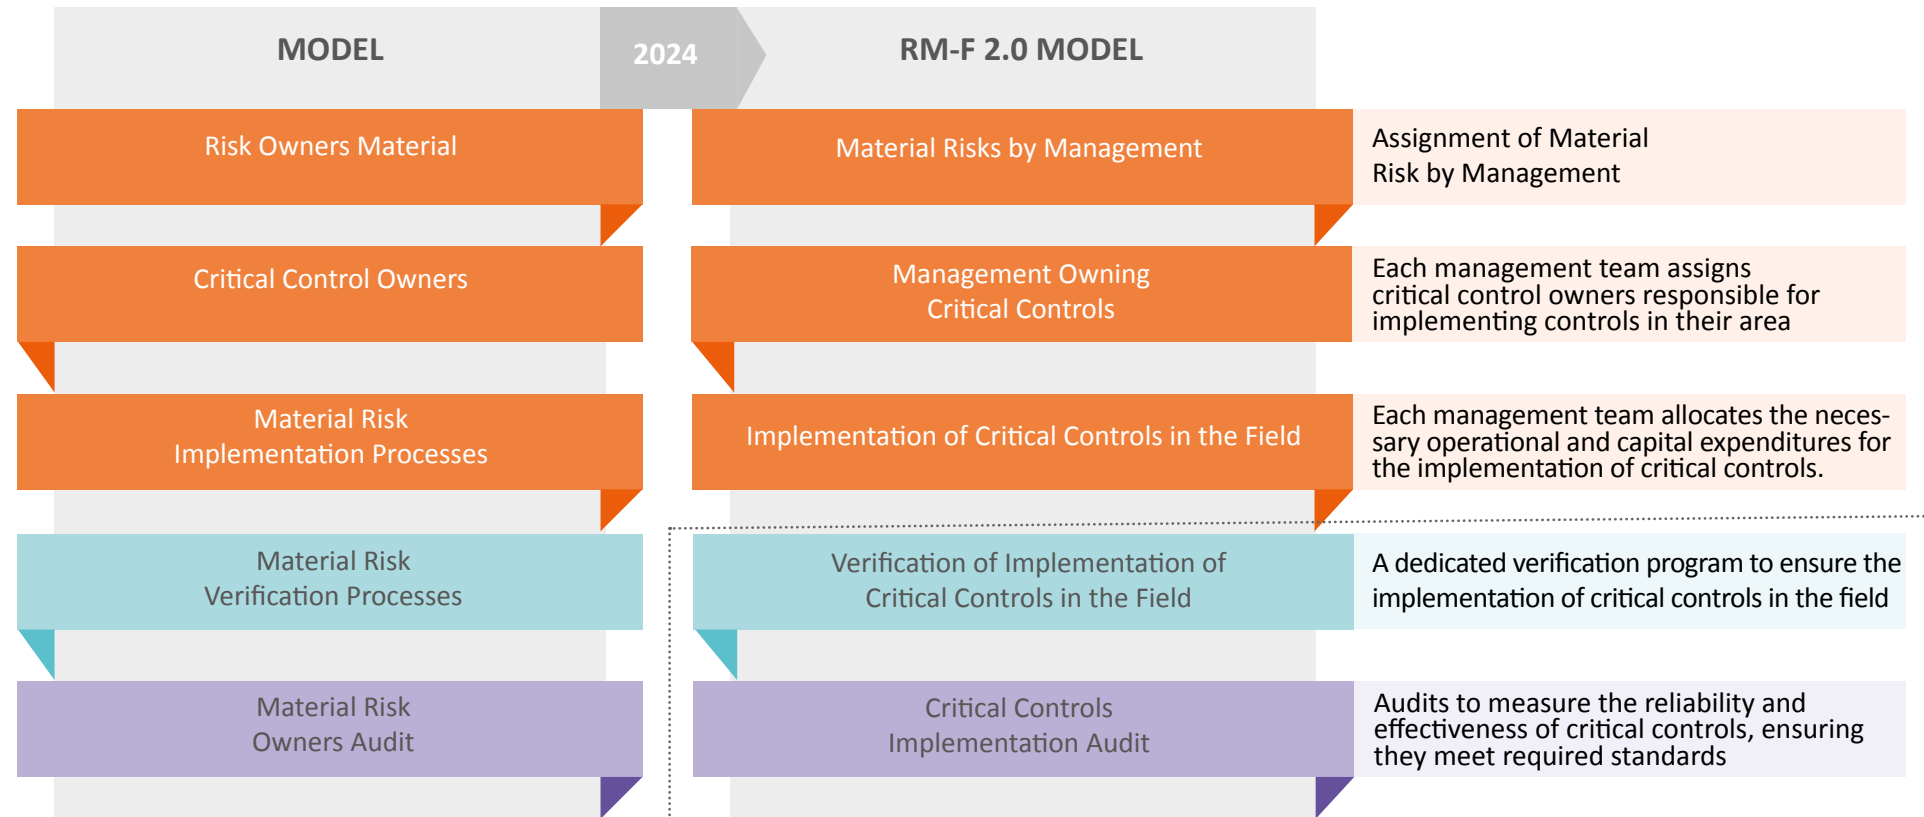 MODEL
2024
RM-F 2.0 MODEL
Risk Owners Material
Material Risks by Management
Assignment of Material
Risk by Management
Critical Control Owners
Management Owning
Critical Controls
Each management team assigns
critical control owners responsible for
implementing controls in their area
Material Risk
Implementation Processes
Implementation of Critical Controls in the Field
Each management team allocates the neces-
sary operational and capital expenditures for
the implementation of critical controls.
Material Risk
Verification Processes
Verification of Implementation of
Critical Controls in the Field
A dedicated verification program to ensure the
implementation of critical controls in the field
Material Risk
Owners Audit
Critical Controls
Implementation Audit
Audits to measure the reliability and
effectiveness of critical controls, ensuring
they meet required standards